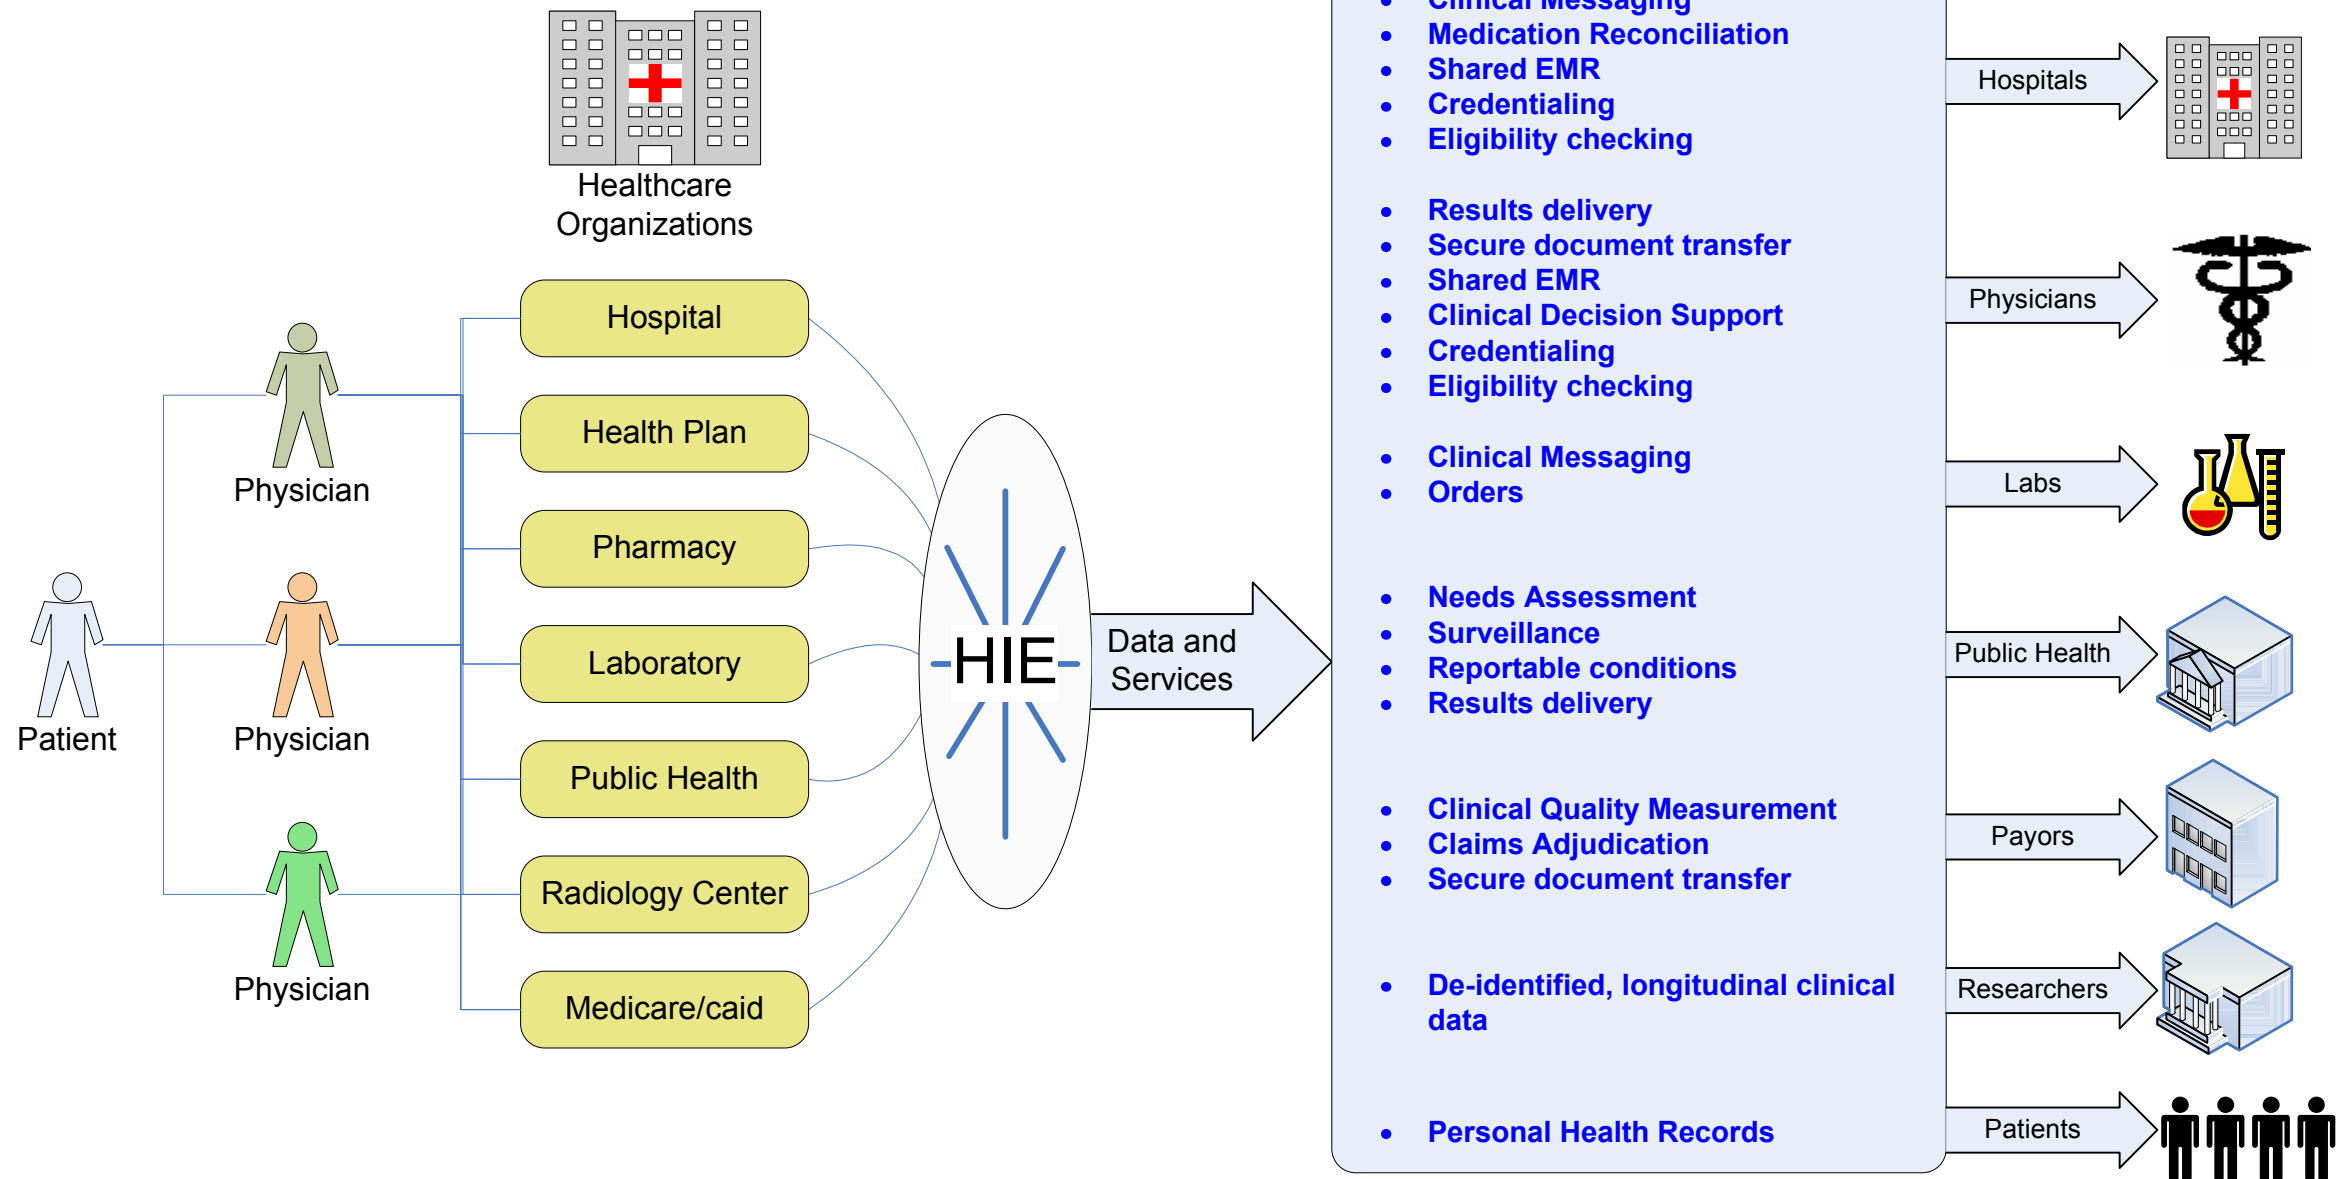 Healthcare
Organizations
Patient
Physician
Physician
Physician
Hospital
Health Plan
Pharmacy
Laboratory
Public Health
Radiology Center
Medicare/caid
HIE
Data and
Services
Clinical Messaging
Medication Reconciliation
Shared EMR
Credentialing
Eligibility checking
Results delivery
Secure document transfer
Shared EMR
Clinical Decision Support
Credentialing
Eligibility checking
Clinical Messaging
Orders
Needs Assessment
Surveillance
Reportable conditions
Results delivery
Clinical Quality Measurement
Claims Adjudication
Secure document transfer
De-identified, longitudinal clinical
data
Personal Health Records
Hospitals
Physicians
Labs
Public Health
Payors
Researchers
Patients